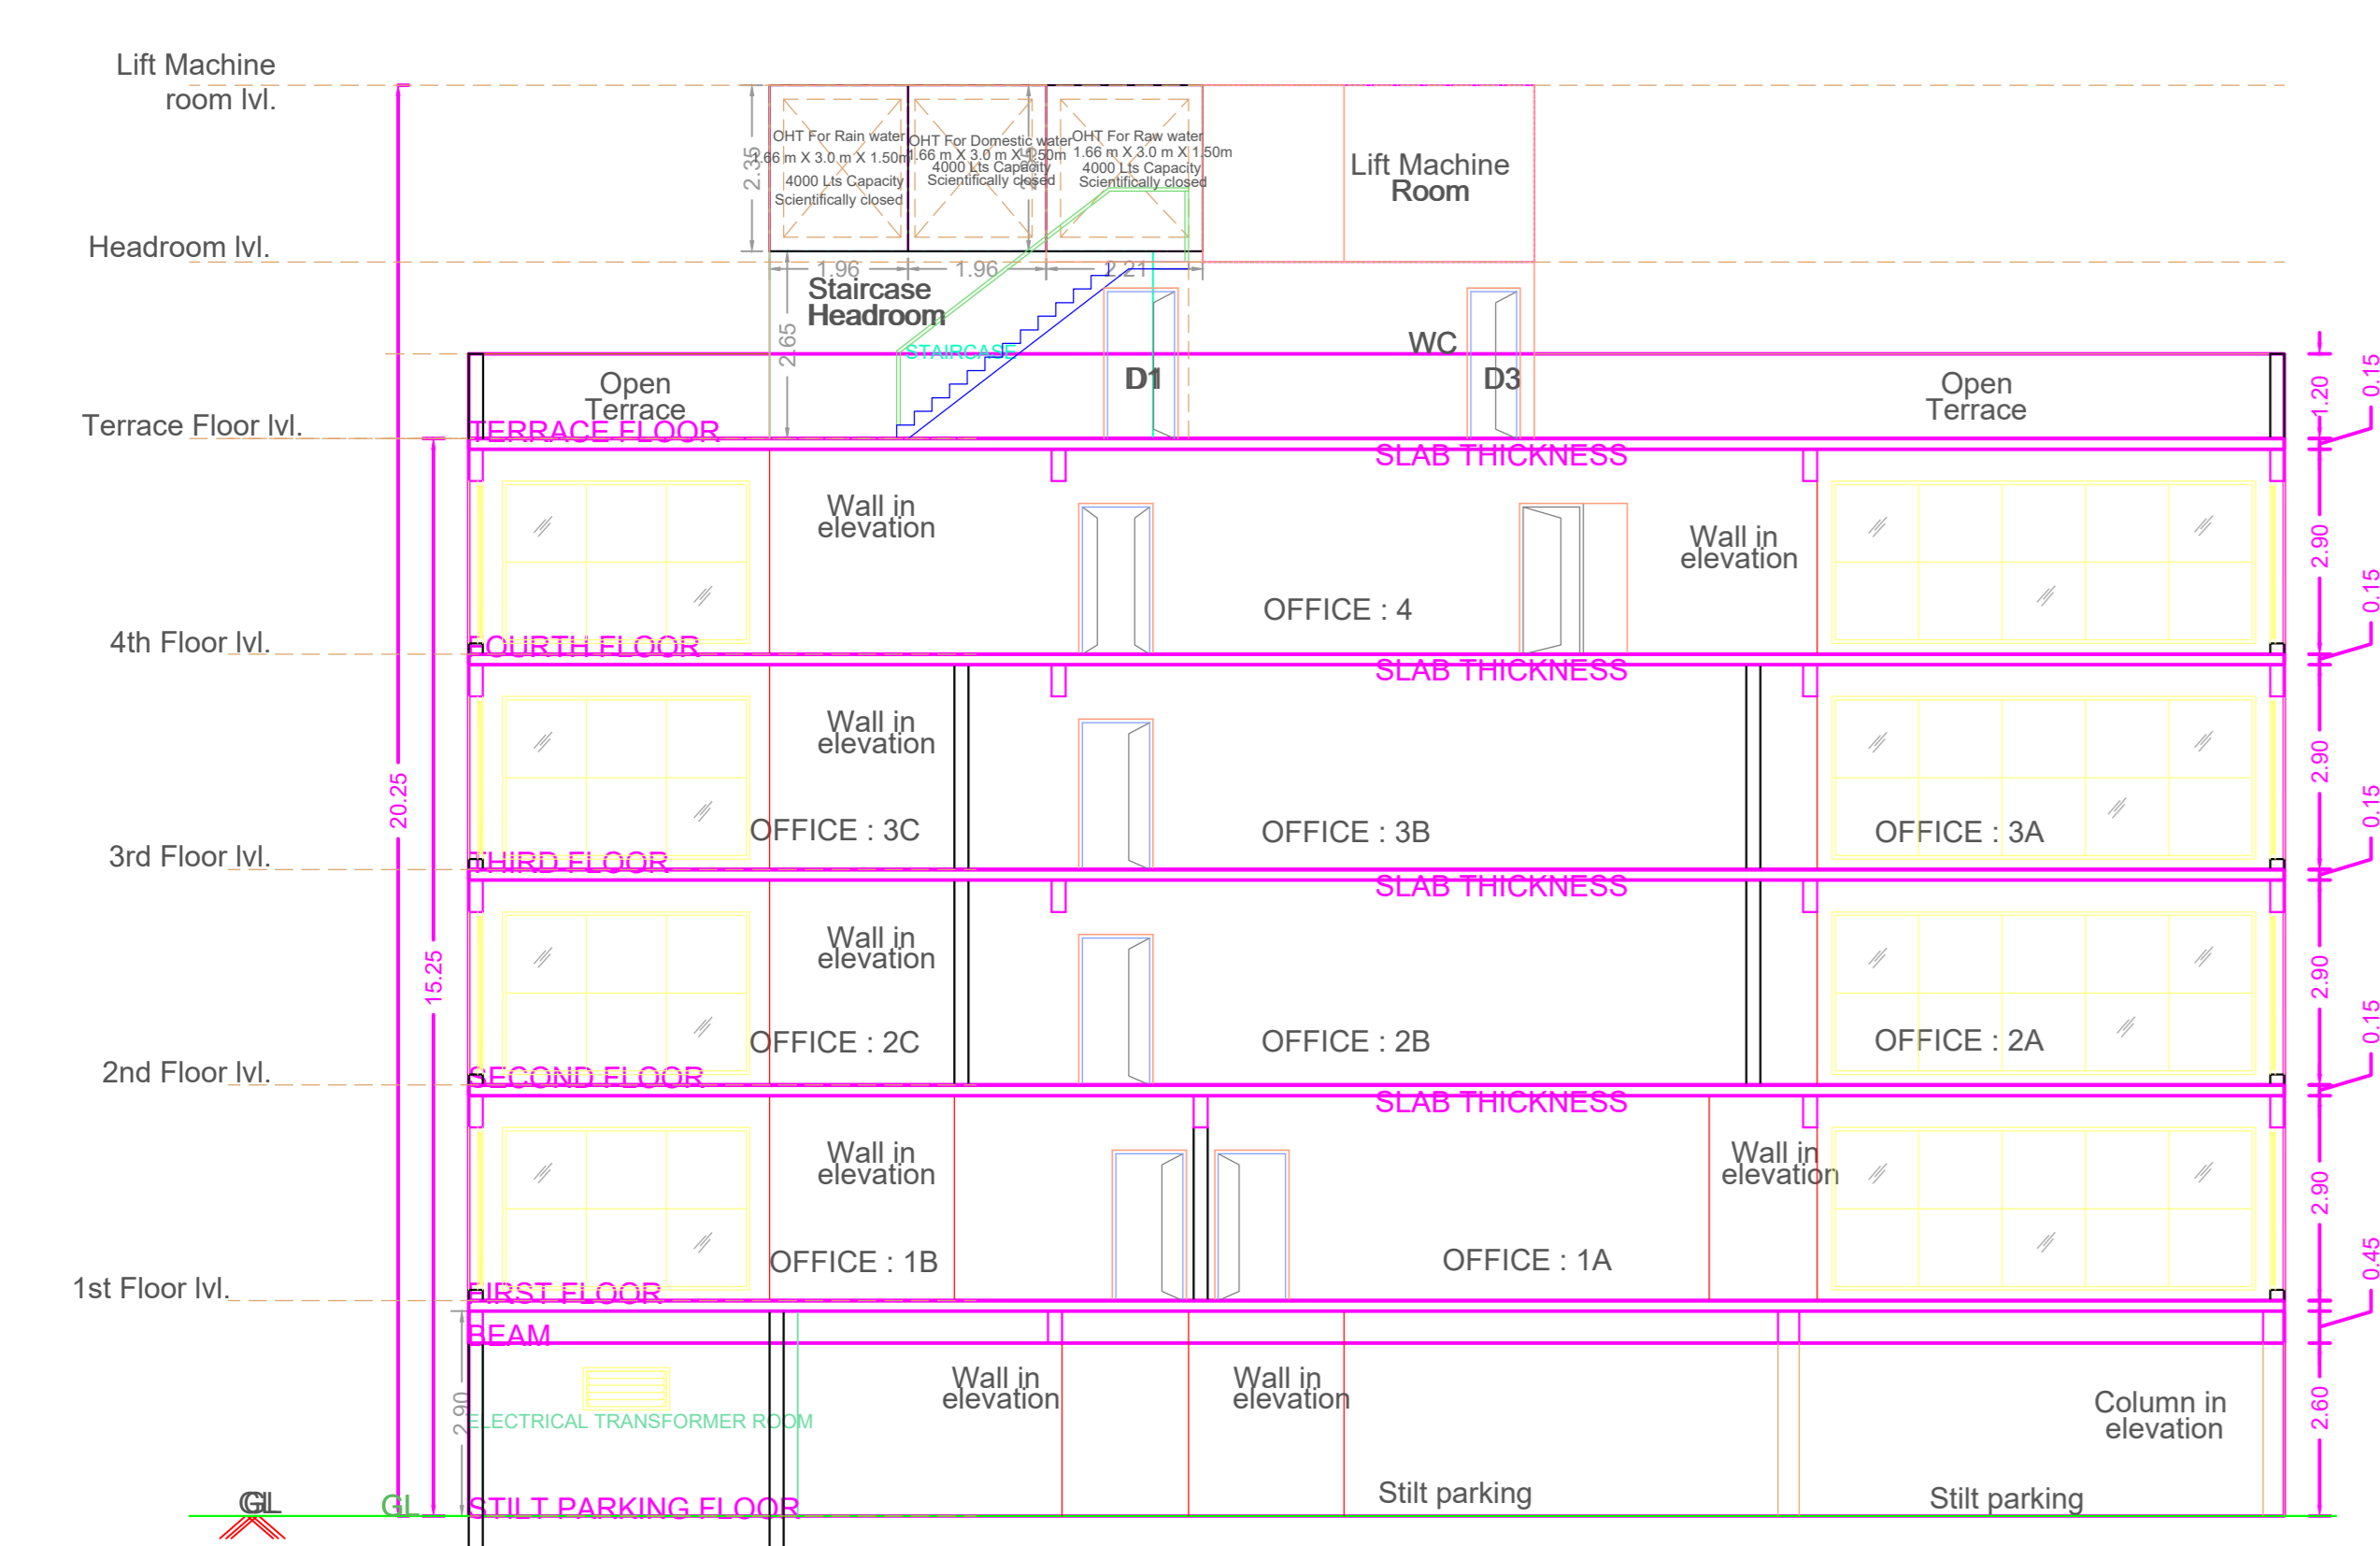 Lift Machine
room lvl.
OHT For Rain water
1.66 m X 3.0 m X 1.50m
4000 Lts Capacity
Scientifically closed
OHT For Domestic water
1.66 m X 3.0 m X 1.50m
4000 Lts Capacity
Scientifically closed
OHT For Raw water
1.66 m X 3.0 m X 1.50m
4000 Lts Capacity
Scientifically closed
Lift Machine
Room
2.35
Headroom lvl.
1.96
1.96
2.21
Staircase
Headroom
2.65
STAIRCASE
WC
D1
D3
Open
Terrace
Open
Terrace
1.20
0.15
Terrace Floor lvl.
TERRACE FLOOR
SLAB THICKNESS
Wall in
elevation
Wall in
elevation
OFFICE : 4
2.90
0.15
4th Floor lvl.
FOURTH FLOOR
SLAB THICKNESS
Wall in
elevation
2.90
20.25
OFFICE : 3C
OFFICE : 3B
OFFICE : 3A
0.15
3rd Floor lvl.
THIRD FLOOR
SLAB THICKNESS
Wall in
elevation
15.25
2.90
OFFICE : 2C
OFFICE : 2B
OFFICE : 2A
0.15
2nd Floor lvl.
SECOND FLOOR
SLAB THICKNESS
Wall in
elevation
Wall in
elevation
2.90
OFFICE : 1B
OFFICE : 1A
0.45
1st Floor lvl.
FIRST FLOOR
BEAM
Wall in
elevation
Wall in
elevation
2.90
ELECTRICAL TRANSFORMER ROOM
Column in
elevation
2.60
Stilt parking
Stilt parking
GL
GL
STILT PARKING FLOOR